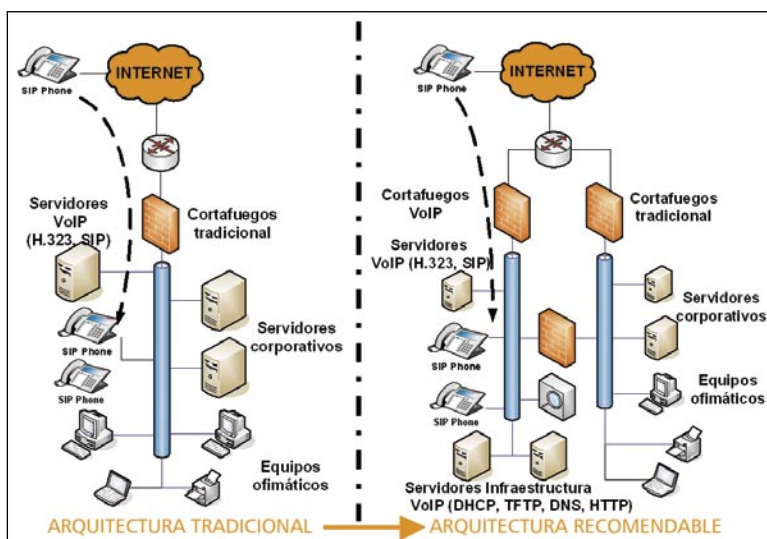 INTERNET
SIP Phone
Servidores
VoIP
(H.323, SIP)
Cortafuegos
tradicional
SIP Phone
SIP Phone
Servidores
corporativos
Equipos
ofimáticos
ARQUITECTURA TRADICIONAL
INTERNET
SIP Phone
Cortafuegos
VoIP
Cortafuegos
tradicional
Servidores
VoIP (H.323, SIP)
SIP Phone
SIP Phone
Servidores
corporativos
Equipos
ofimáticos
Servidores Infraestructura
VoIP (DHCP, TFTP, DNS, HTTP)
ARQUITECTURA RECOMENDABLE